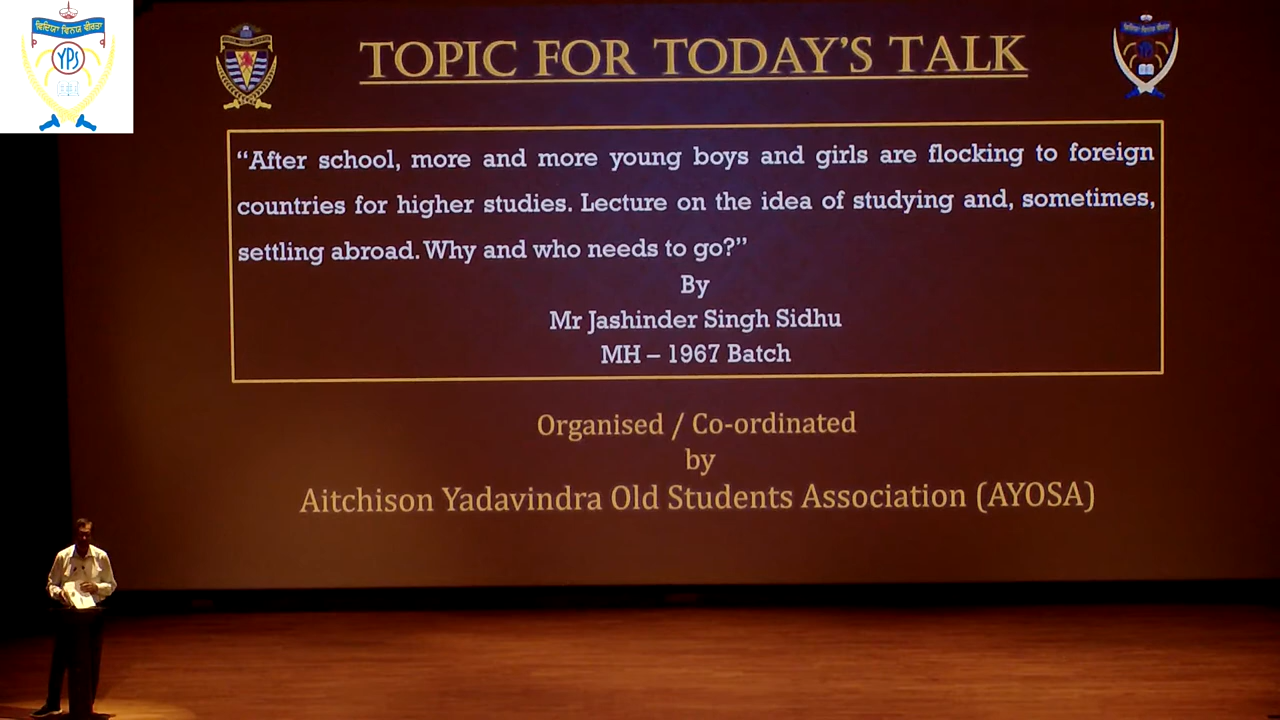 ਵਿਦਿਯਾ ਵਿਨਯ ਵੀਰਤਾ
YPS
TOPIC FOR TODAY'S TALK
“After school, more and more young boys and girls are flocking to foreign
countries for higher studies. Lecture on the idea of studying and, sometimes,
settling abroad. Why and who needs to go?”
By
Mr Jashinder Singh Sidhu
MH – 1967 Batch
Organised / Co-ordinated
by
Aitchison Yadavindra Old Students Association (AYOSA)